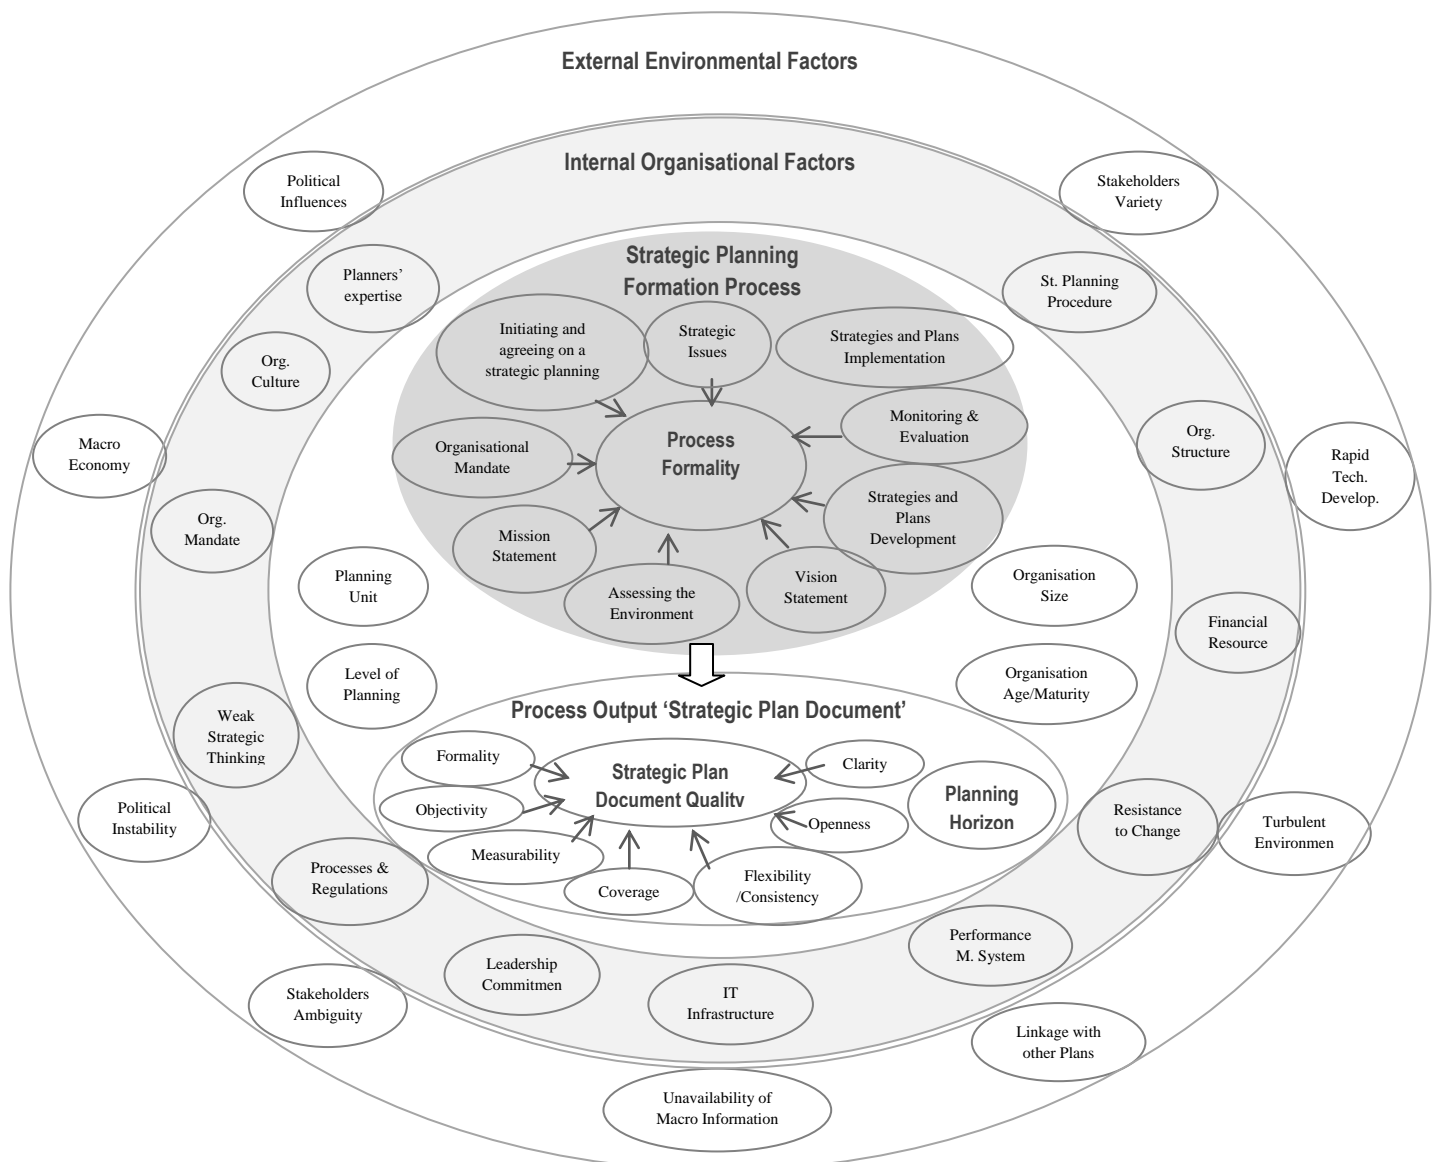 External Environmental Factors
Internal Organisational Factors
Political
Influences
Stakeholders
Variety
Planners’
expertise
St. Planning
Procedure
Strategic Planning
Formation Process
Initiating and
agreeing on a
strategic planning
Strategic
Issues
Strategies and Plans
Implementation
Org.
Culture
Monitoring &
Evaluation
Process
Formality
Organisational
Mandate
Macro
Economy
Org.
Structure
Rapid
Tech.
Develop.
Strategies and
Plans
Development
Org.
Mandate
Mission
Statement
Assessing the
Environment
Vision
Statement
Planning
Unit
Organisation
Size
Financial
Resource
Level of
Planning
Organisation
Age/Maturity
Process Output ‘Strategic Plan Document’
Weak
Strategic
Thinking
Formality
Strategic Plan
Document Quality
Clarity
Planning
Horizon
Objectivity
Openness
Measurability
Coverage
Flexibility
/Consistency
Political
Instability
Resistance
to Change
Turbulent
Environmen
Processes &
Regulations
Performance
M. System
Leadership
Commitmen
IT
Infrastructure
Stakeholders
Ambiguity
Linkage with
other Plans
Unavailability of
Macro Information